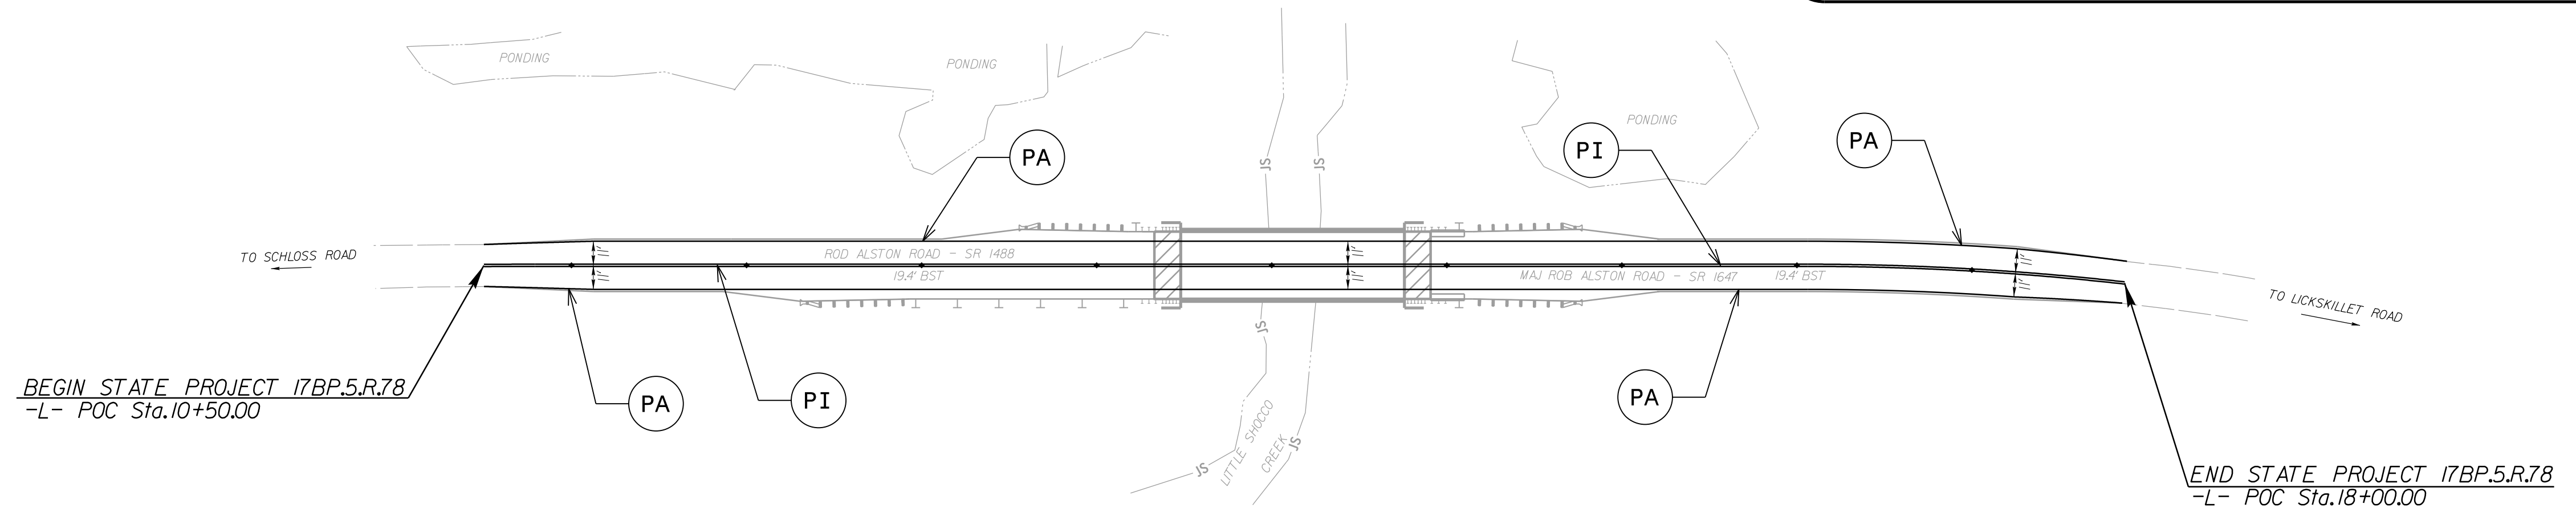 PONDING
PONDING
PONDING
JS
JS
PA
PI
PA
TO SCHLOSS ROAD
ROD ALSTON ROAD - SR 1488
19.4' BST
11'
11'
11'
11'
MAJ ROB ALSTON ROAD - SR 1647
19.4' BST
11'
11'
TO LICKSKILLET ROAD
JS
BEGIN STATE PROJECT 17BP.5.R.78
-L- POC Sta.10+50.00
PA
PI
PA
LITTLE SHOCCO
CREEK
JS
JS
END STATE PROJECT 17BP.5.R.78
-L- POC Sta.18+00.00